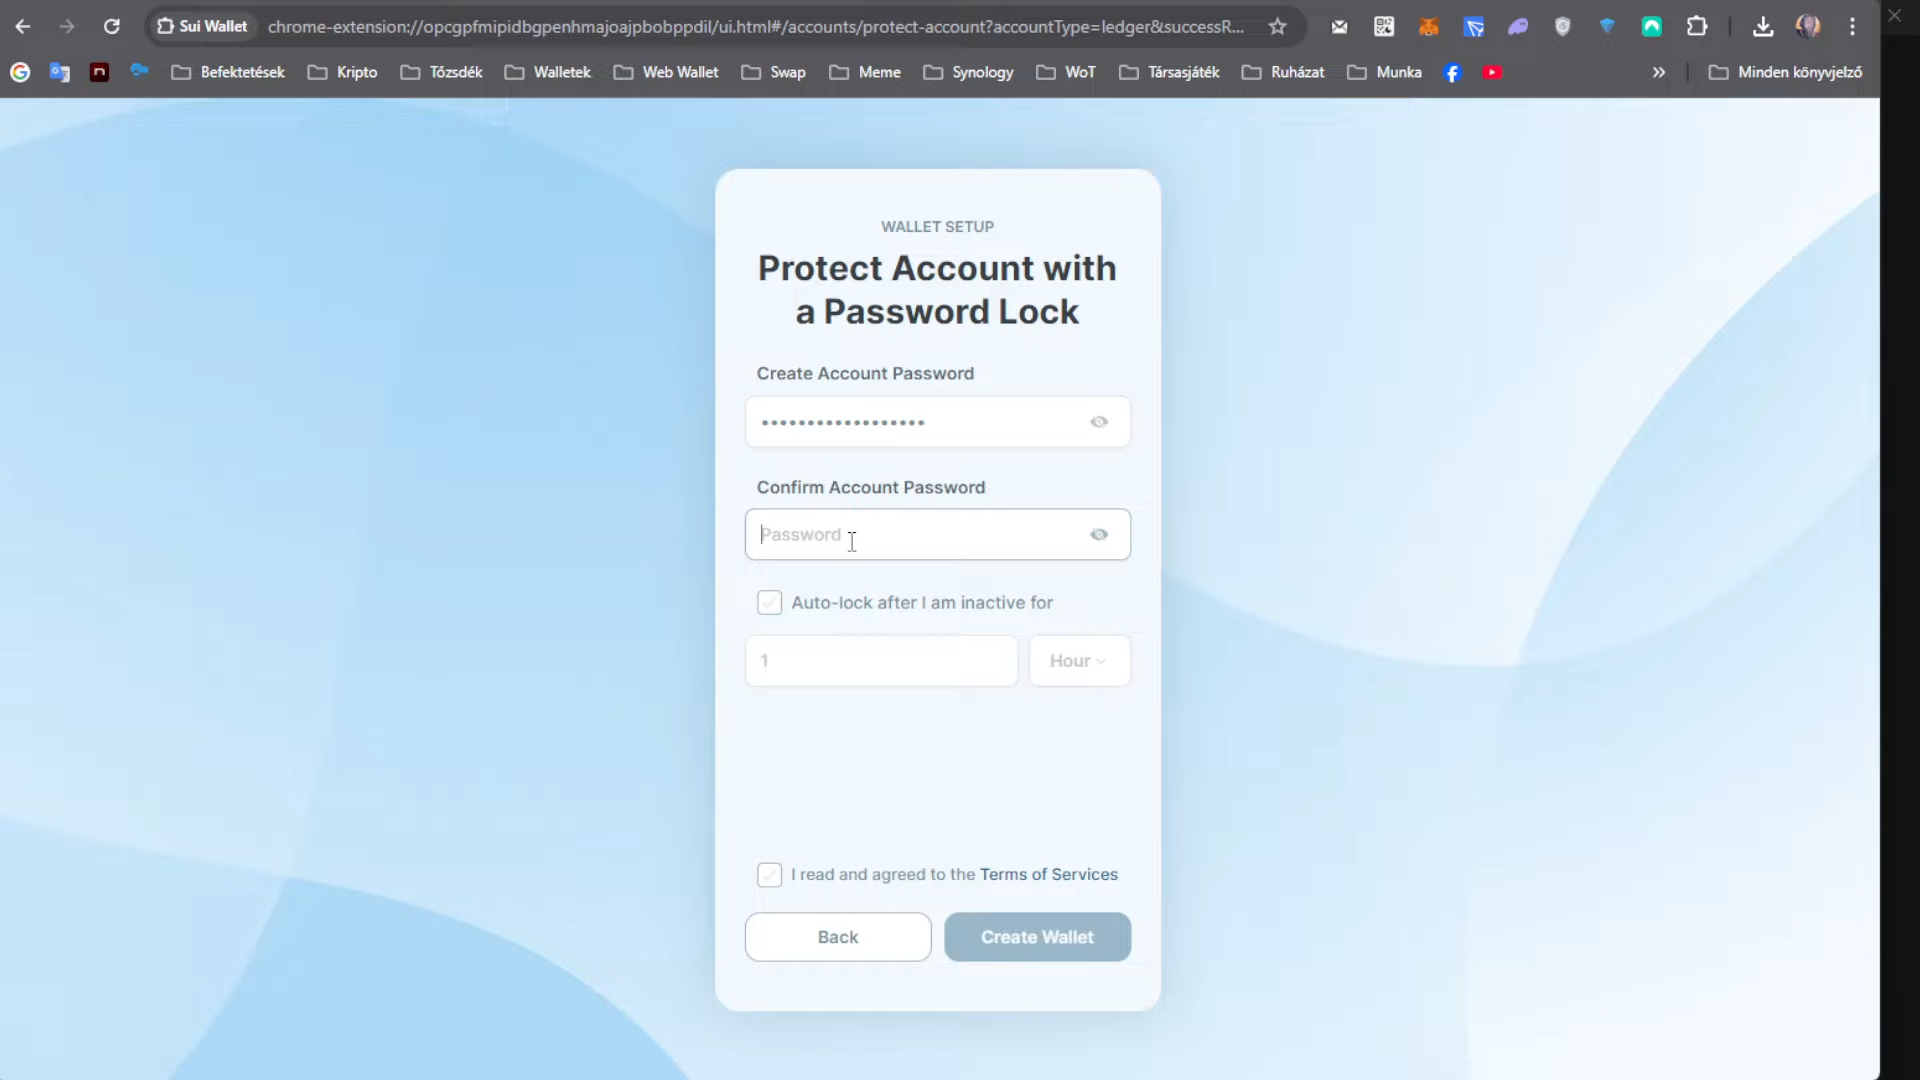 Sui Wallet
chrome-extension://opcgpfmipidbgpenhmajoajpbobppdil/ui.html#/accounts/protect-account?accountType=ledger&successR...
Befektetések
Kripto
Tőzsdék
Walletek
Web Wallet
Swap
Meme
Synology
WoT
Társasjáték
Ruházat
Munka
Minden könyvjelző
WALLET SETUP
Protect Account with
a Password Lock
Create Account Password
Confirm Account Password
Password
Auto-lock after I am inactive for
1
Hour
I read and agreed to the Terms of Services
Back
Create Wallet